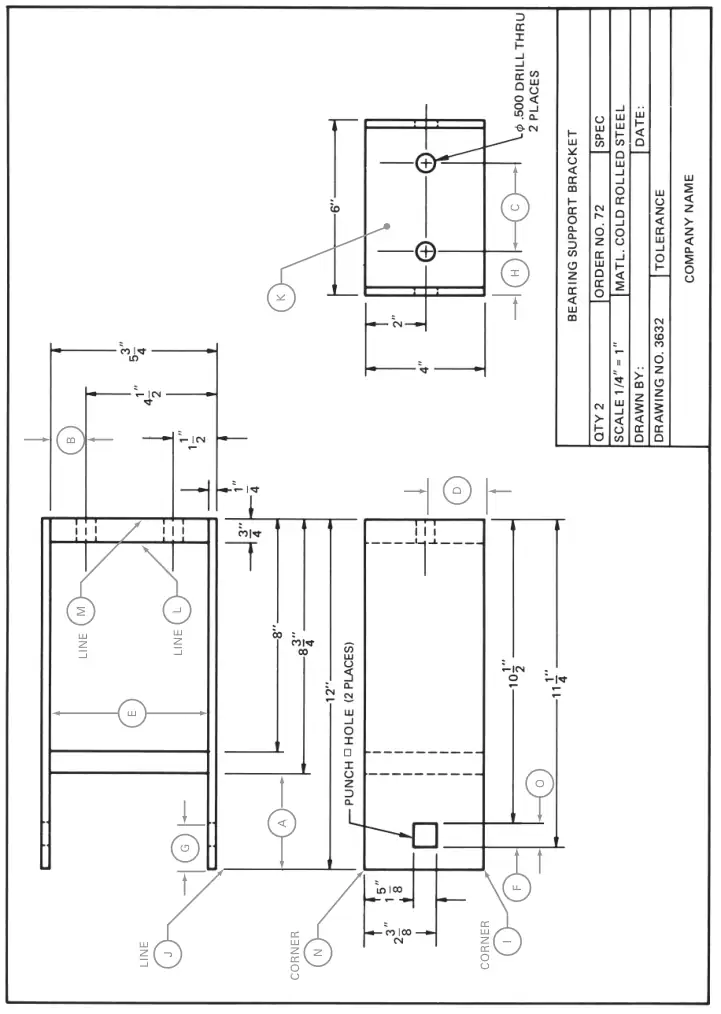 LINE
J
G
A
E
LINE
M
LINE
L
B
5 3/4"
4 1/2"
1 1/2"
1/4"
3/4"
8"
8 3/4"
12"
K
6"
2"
4"
H
C
φ .500 DRILL THRU
2 PLACES
CORNER
N
CORNER
I
PUNCH □ HOLE (2 PLACES)
1 5/8"
2 3/8"
F
O
D
10 1/2"
11 1/4"
BEARING SUPPORT BRACKET
QTY 2
ORDER NO. 72
SPEC
SCALE 1/4" = 1"
MATL. COLD ROLLED STEEL
DRAWN BY:
DATE:
DRAWING NO. 3632
TOLERANCE
COMPANY NAME